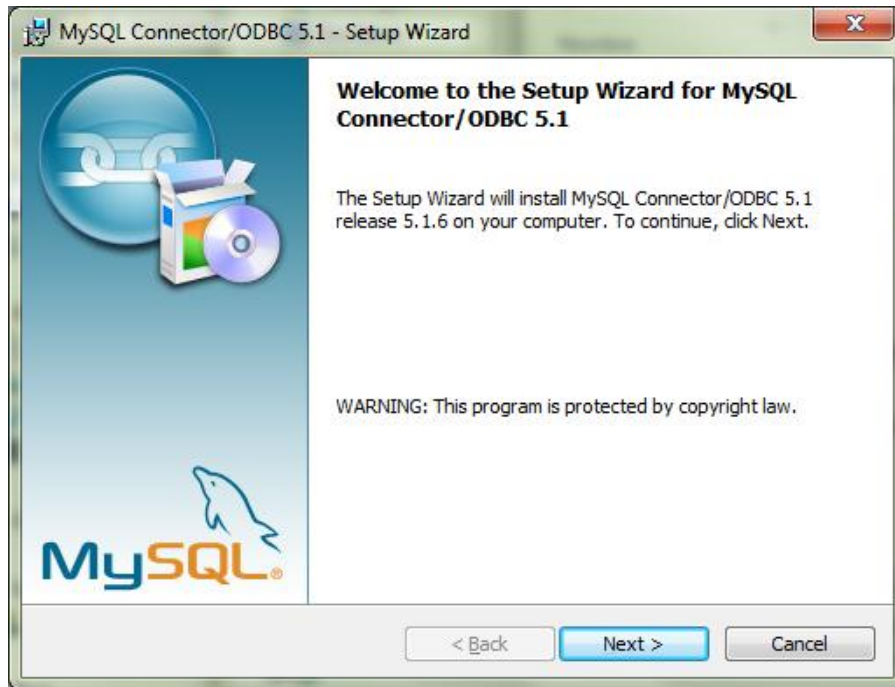 MySQL Connector/ODBC 5.1 - Setup Wizard
Welcome to the Setup Wizard for MySQL
Connector/ODBC 5.1
The Setup Wizard will install MySQL Connector/ODBC 5.1
release 5.1.6 on your computer. To continue, click Next.
WARNING: This program is protected by copyright law.
MySQL®
< Back
Next >
Cancel